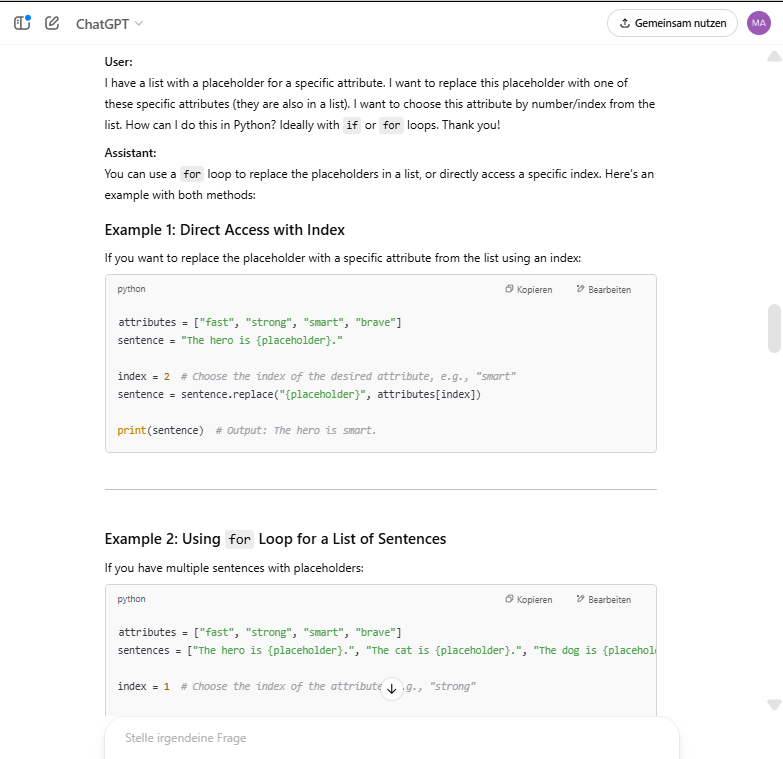 ChatGPT
Gemeinsam nutzen
MA
User:
I have a list with a placeholder for a specific attribute. I want to replace this placeholder with one of
these specific attributes (they are also in a list). I want to choose this attribute by number/index from the
list. How can I do this in Python? Ideally with if or for loops. Thank you!
Assistant:
You can use a for loop to replace the placeholders in a list, or directly access a specific index. Here's an
example with both methods:
Example 1: Direct Access with Index
If you want to replace the placeholder with a specific attribute from the list using an index:
python
Kopieren
Bearbeiten
attributes = ["fast", "strong", "smart", "brave"]
sentence = "The hero is {placeholder}."
index = 2 # Choose the index of the desired attribute, e.g., "smart"
sentence = sentence.replace("{placeholder}", attributes[index])
print(sentence) # Output: The hero is smart.
Example 2: Using for Loop for a List of Sentences
If you have multiple sentences with placeholders:
python
Kopieren
Bearbeiten
attributes = ["fast", "strong", "smart", "brave"]
sentences = ["The hero is {placeholder}.", "The cat is {placeholder}.", "The dog is {placehol
index = 1 # Choose the index of the attribute .g., "strong"
Stelle irgendeine Frage